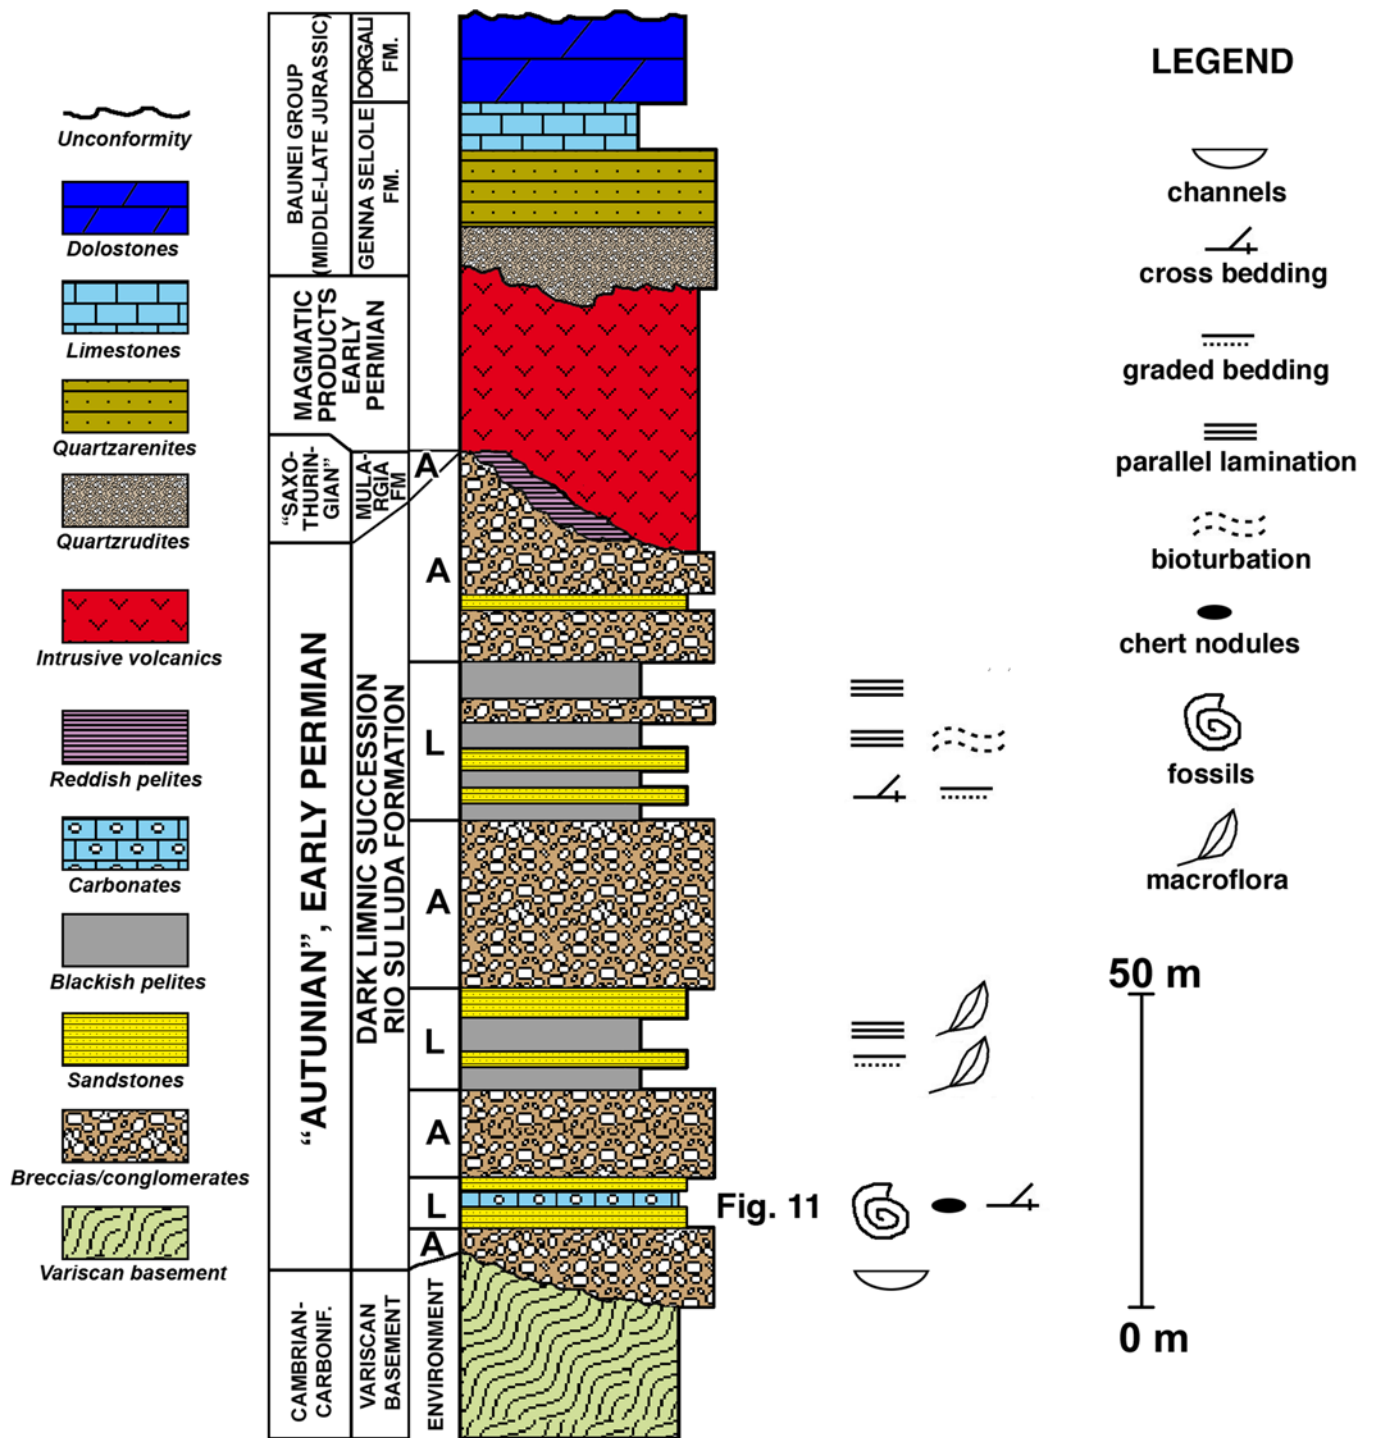 Unconformity
Dolostones
Limestones
Quartzarenites
Quartzrudites
Intrusive volcanics
Reddish pelites
Carbonates
Blackish pelites
Sandstones
Breccias/conglomerates
Variscan basement
BAUNEI GROUP
(MIDDLE-LATE JURASSIC)
DORGALI
FM.
GENNA SELOLE
FM.
MAGMATIC
PRODUCTS
EARLY
PERMIAN
“SAXO-
THURIN-
GIAN”
MULA-
RGIA
FM
“AUTUNIAN”, EARLY PERMIAN
DARK LIMNIC SUCCESSION
RIO SU LUDA FORMATION
CAMBRIAN-
CARBONIF.
VARISCAN
BASEMENT
ENVIRONMENT
A
A
L
A
L
A
L
A
Fig. 11
LEGEND
channels
cross bedding
graded bedding
parallel lamination
bioturbation
chert nodules
fossils
macroflora
50 m
0 m